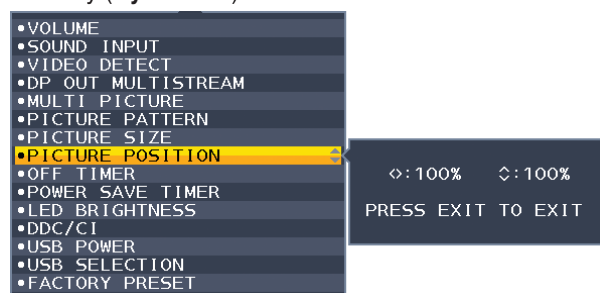 •VOLUME
•SOUND INPUT
•VIDEO DETECT
•DP OUT MULTISTREAM
•MULTI PICTURE
•PICTURE PATTERN
•PICTURE SIZE
•PICTURE POSITION
•OFF TIMER
•POWER SAVE TIMER
•LED BRIGHTNESS
•DDC/CI
•USB POWER
•USB SELECTION
•FACTORY PRESET
:100% :100%
PRESS EXIT TO EXIT